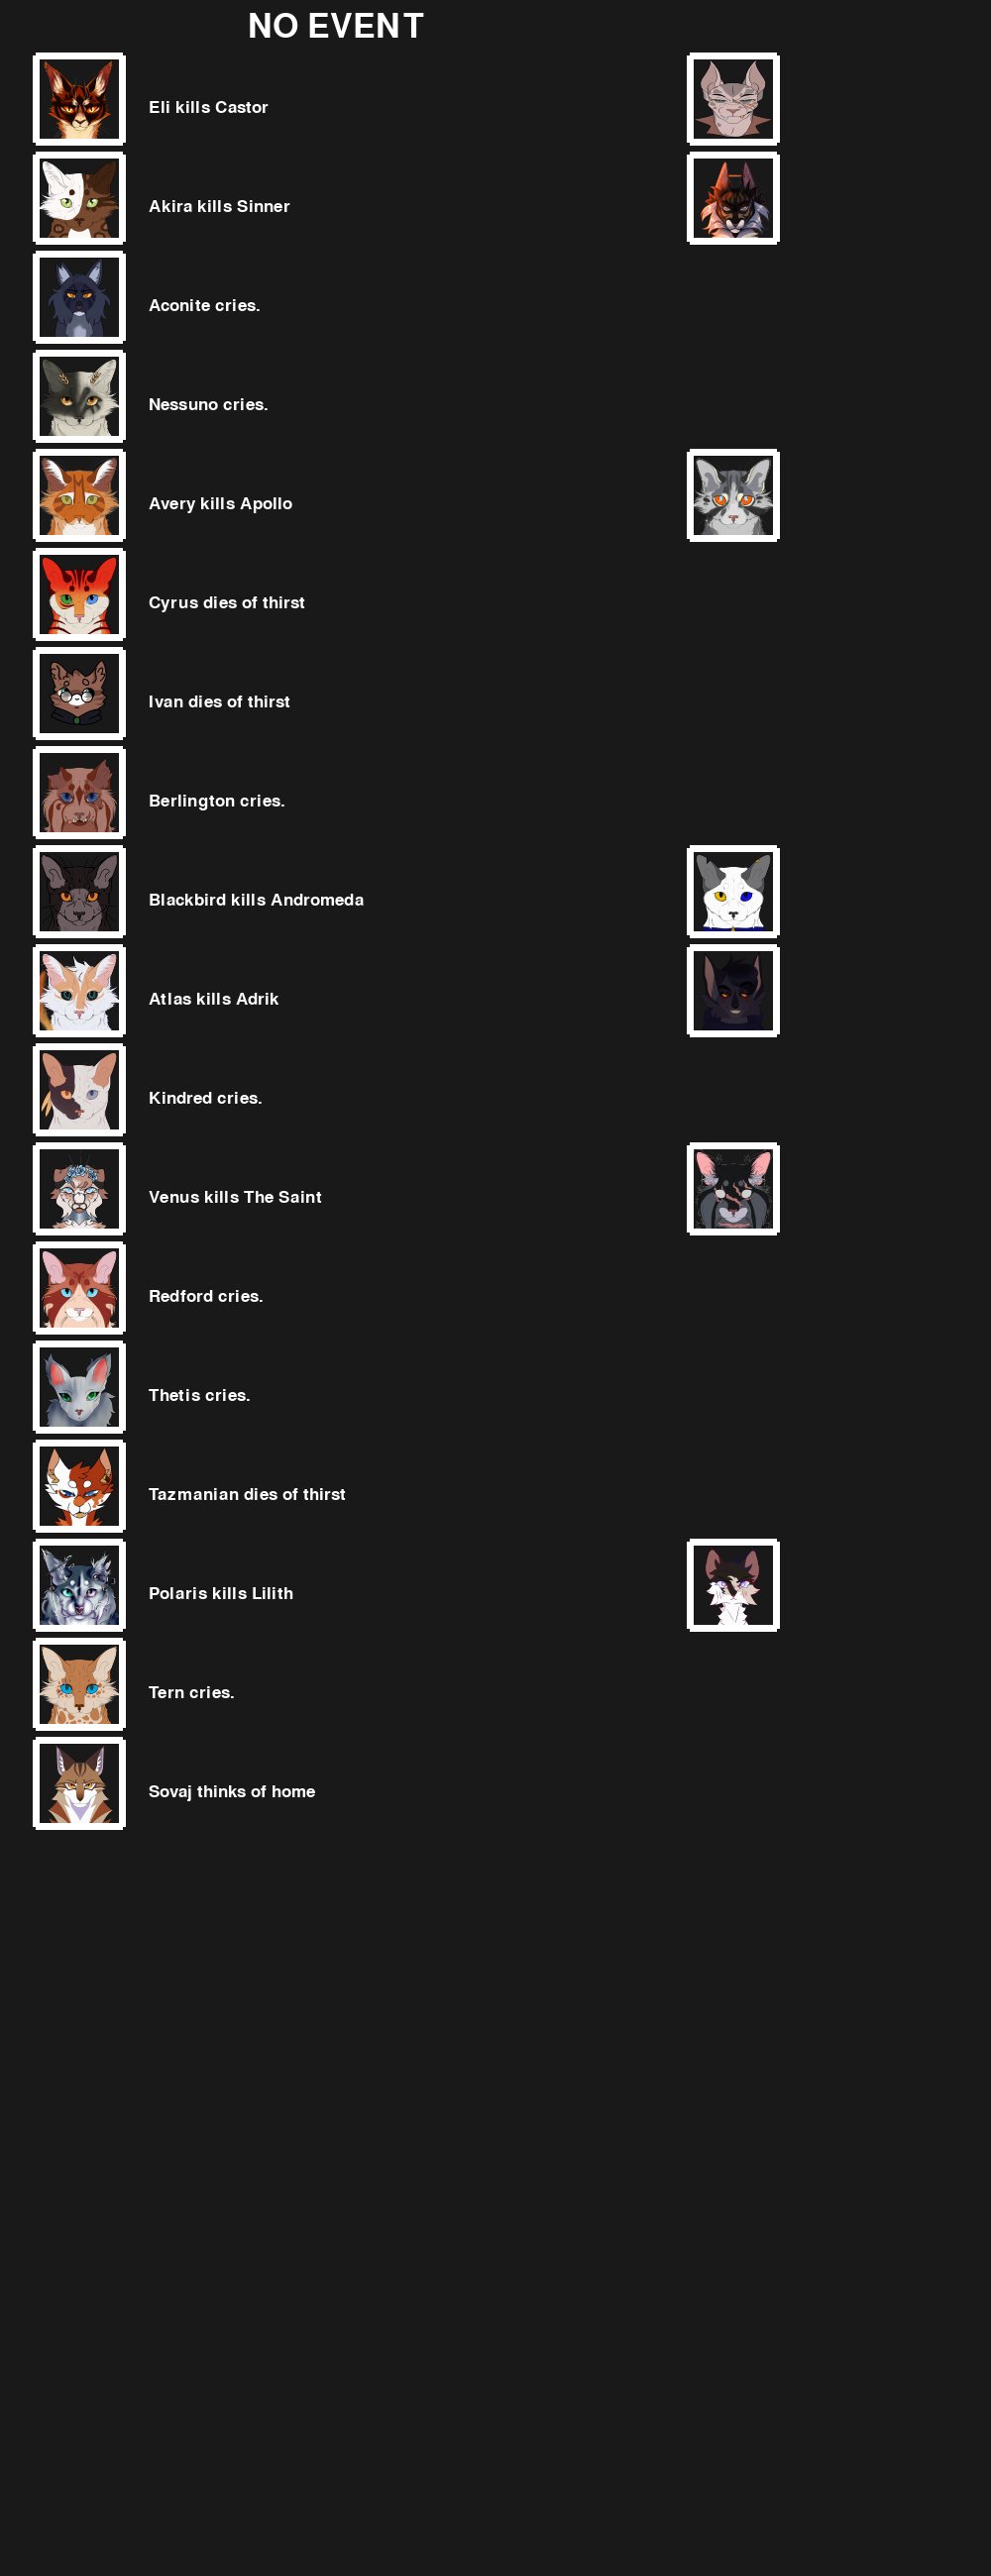 NO EVENT
Eli kills Castor
Akira kills Sinner
Aconite cries.
Nessuno cries.
Avery kills Apollo
Cyrus dies of thirst
Ivan dies of thirst
Berlington cries.
Blackbird kills Andromeda
Atlas kills Adrik
Kindred cries.
Venus kills The Saint
Redford cries.
Thetis cries.
Tazmanian dies of thirst
Polaris kills Lilith
Tern cries.
Sovaj thinks of home